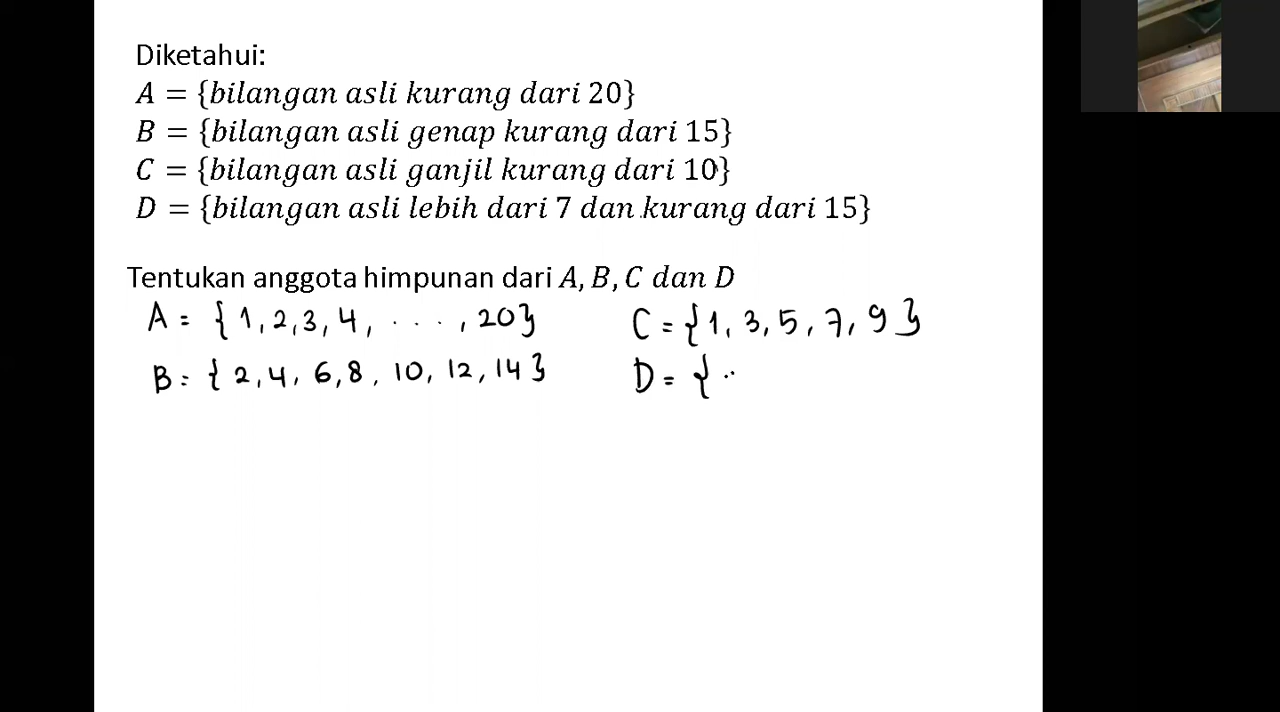 Diketahui:
A = {bilangan asli kurang dari 20}
B = {bilangan asli genap kurang dari 15}
C = {bilangan asli ganjil kurang dari 10}
D = {bilangan asli lebih dari 7 dan kurang dari 15}
Tentukan anggota himpunan dari A, B, C dan D
A = { 1, 2, 3, 4, . . . , 20}
C = { 1, 3, 5, 7, 9 }
B = { 2, 4, 6, 8, 10, 12, 14 }
D = { ..